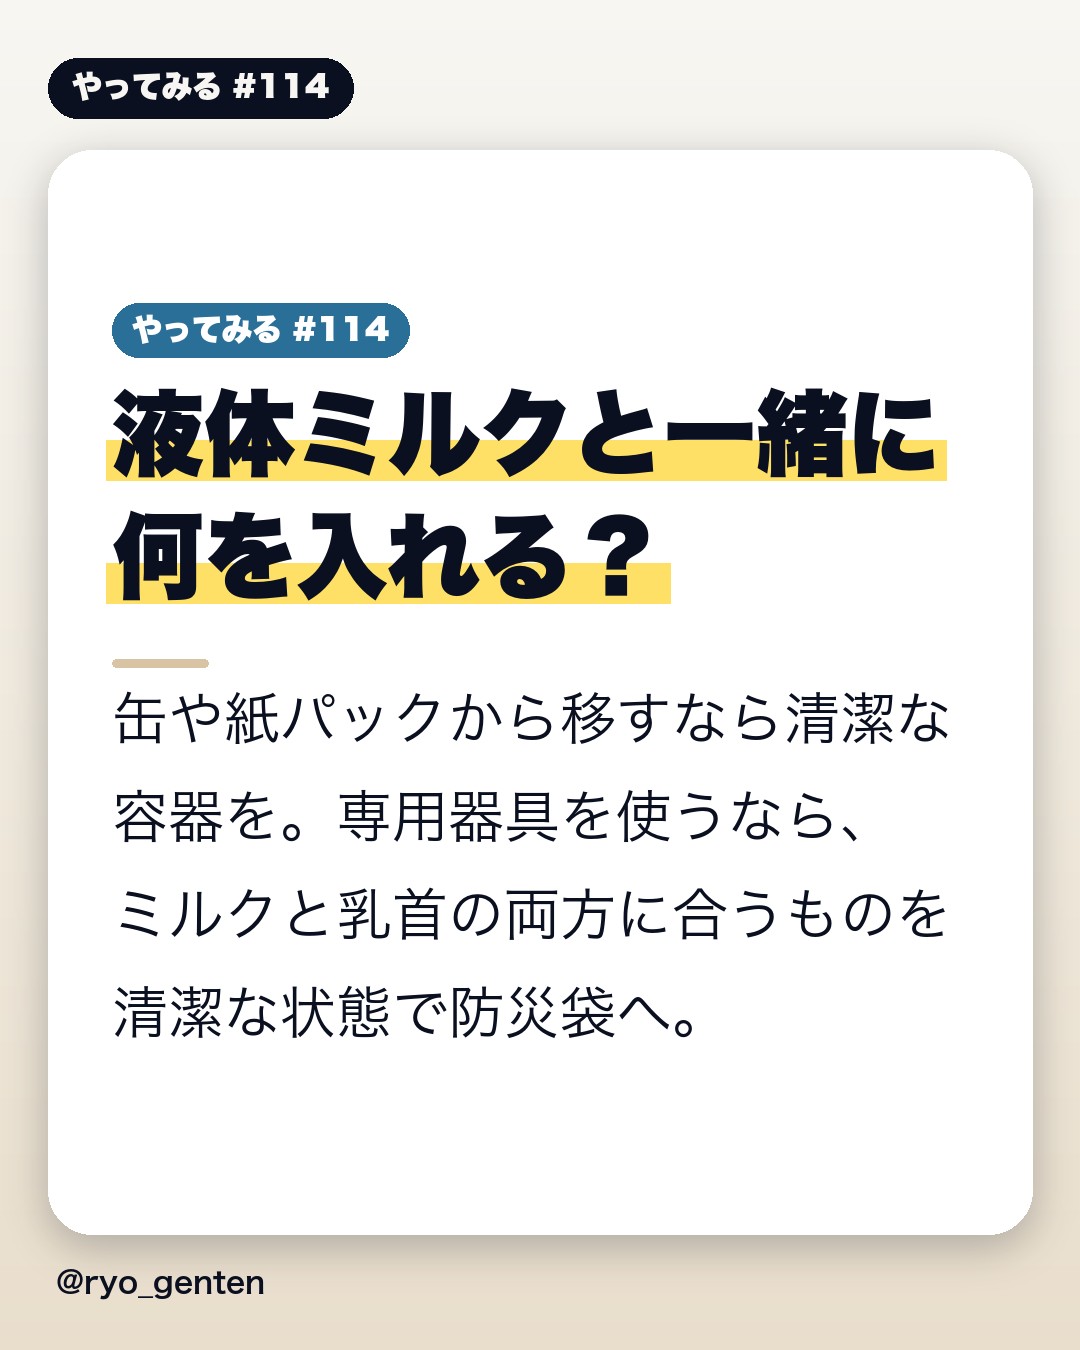 やってみる #114
やってみる #114
液体ミルクと一緒に
何を入れる？
缶や紙パックから移すなら清潔な
容器を。専用器具を使うなら、
ミルクと乳首の両方に合うものを
清潔な状態で防災袋へ。
@ryo_genten